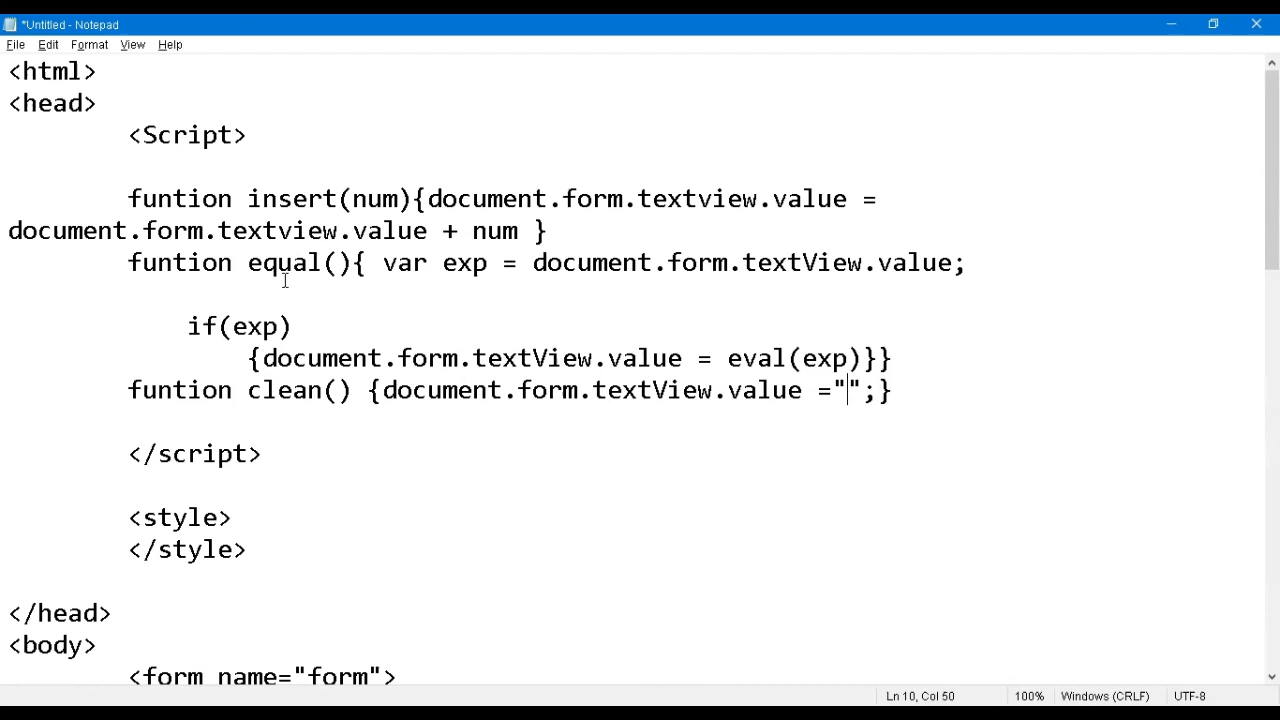 *Untitled - Notepad
File Edit Format View Help
<html>
<head>
<Script>
funtion insert(num){document.form.textview.value =
document.form.textview.value + num }
funtion equal(){ var exp = document.form.textView.value;
if(exp)
{document.form.textView.value = eval(exp)}}
funtion clean() {document.form.textView.value ="";}
</script>
<style>
</style>
</head>
<body>
<form name="form">
Ln 10, Col 50 100% Windows (CRLF) UTF-8